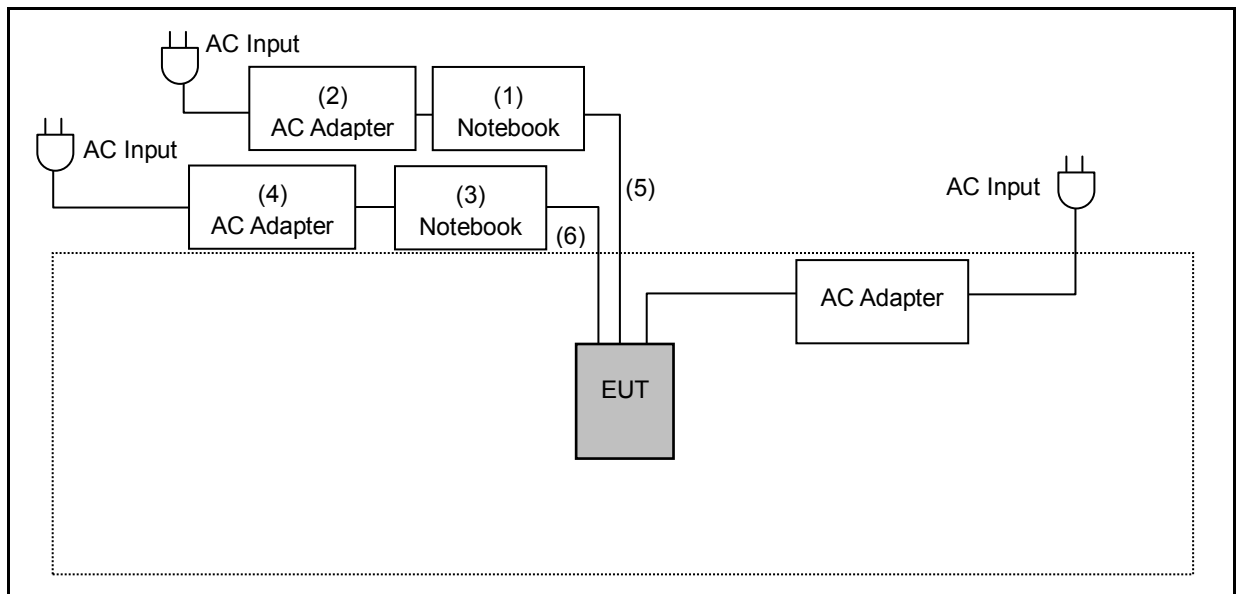 AC Input
(2)
AC Adapter
(1)
Notebook
AC Input
(4)
AC Adapter
(3)
Notebook
(5)
(6)
AC Input
AC Adapter
EUT